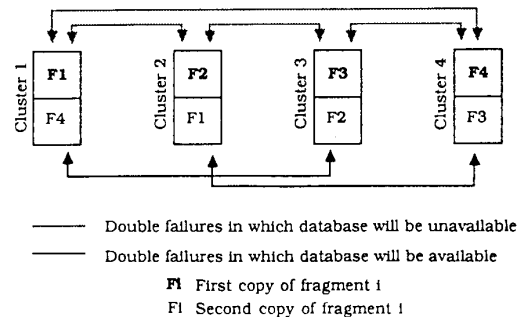 Cluster 1
F1
F4
Cluster 2
F2
F1
Cluster 3
F3
F2
Cluster 4
F4
F3
Double failures in which database will be unavailable
Double failures in which database will be available
Fi First copy of fragment i
Fi Second copy of fragment i